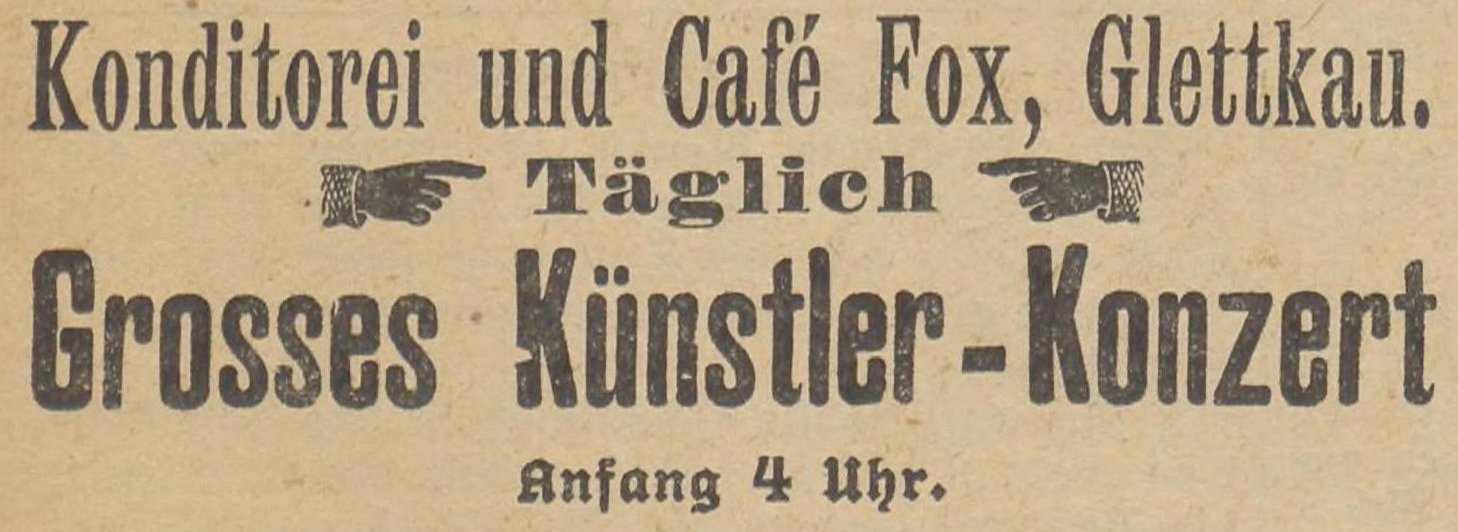 Konditorei und Café Fox, Glettkau.
Täglich
Grosses Künstler-Konzert
Anfang 4 Uhr.